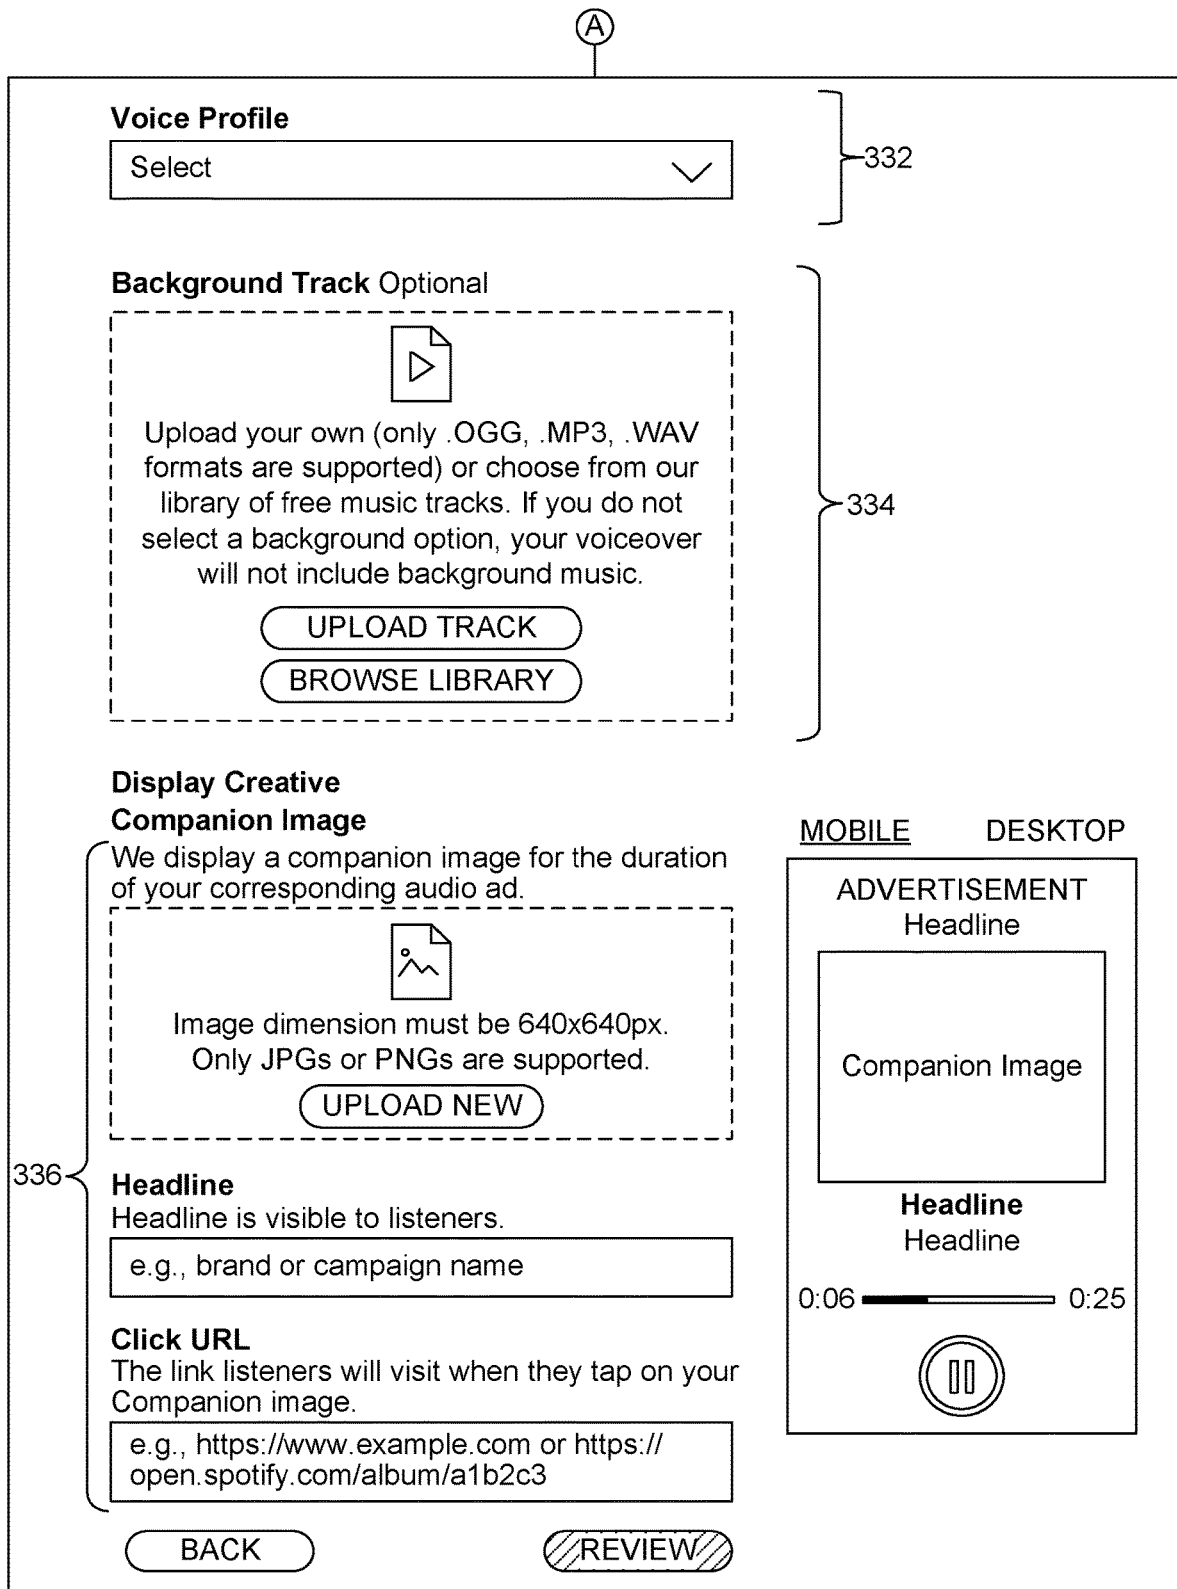 A
Voice Profile
Select
332
Background Track Optional
Upload your own (only .OGG, .MP3, .WAV
formats are supported) or choose from our
library of free music tracks. If you do not
select a background option, your voiceover
will not include background music.
UPLOAD TRACK
BROWSE LIBRARY
334
Display Creative
Companion Image
We display a companion image for the duration
of your corresponding audio ad.
Image dimension must be 640x640px.
Only JPGs or PNGs are supported.
UPLOAD NEW
336
Headline
Headline is visible to listeners.
e.g., brand or campaign name
Click URL
The link listeners will visit when they tap on your
Companion image.
e.g., https://www.example.com or https://
open.spotify.com/album/a1b2c3
BACK
REVIEW
MOBILE DESKTOP
ADVERTISEMENT
Headline
Companion Image
Headline
Headline
0:06 0:25